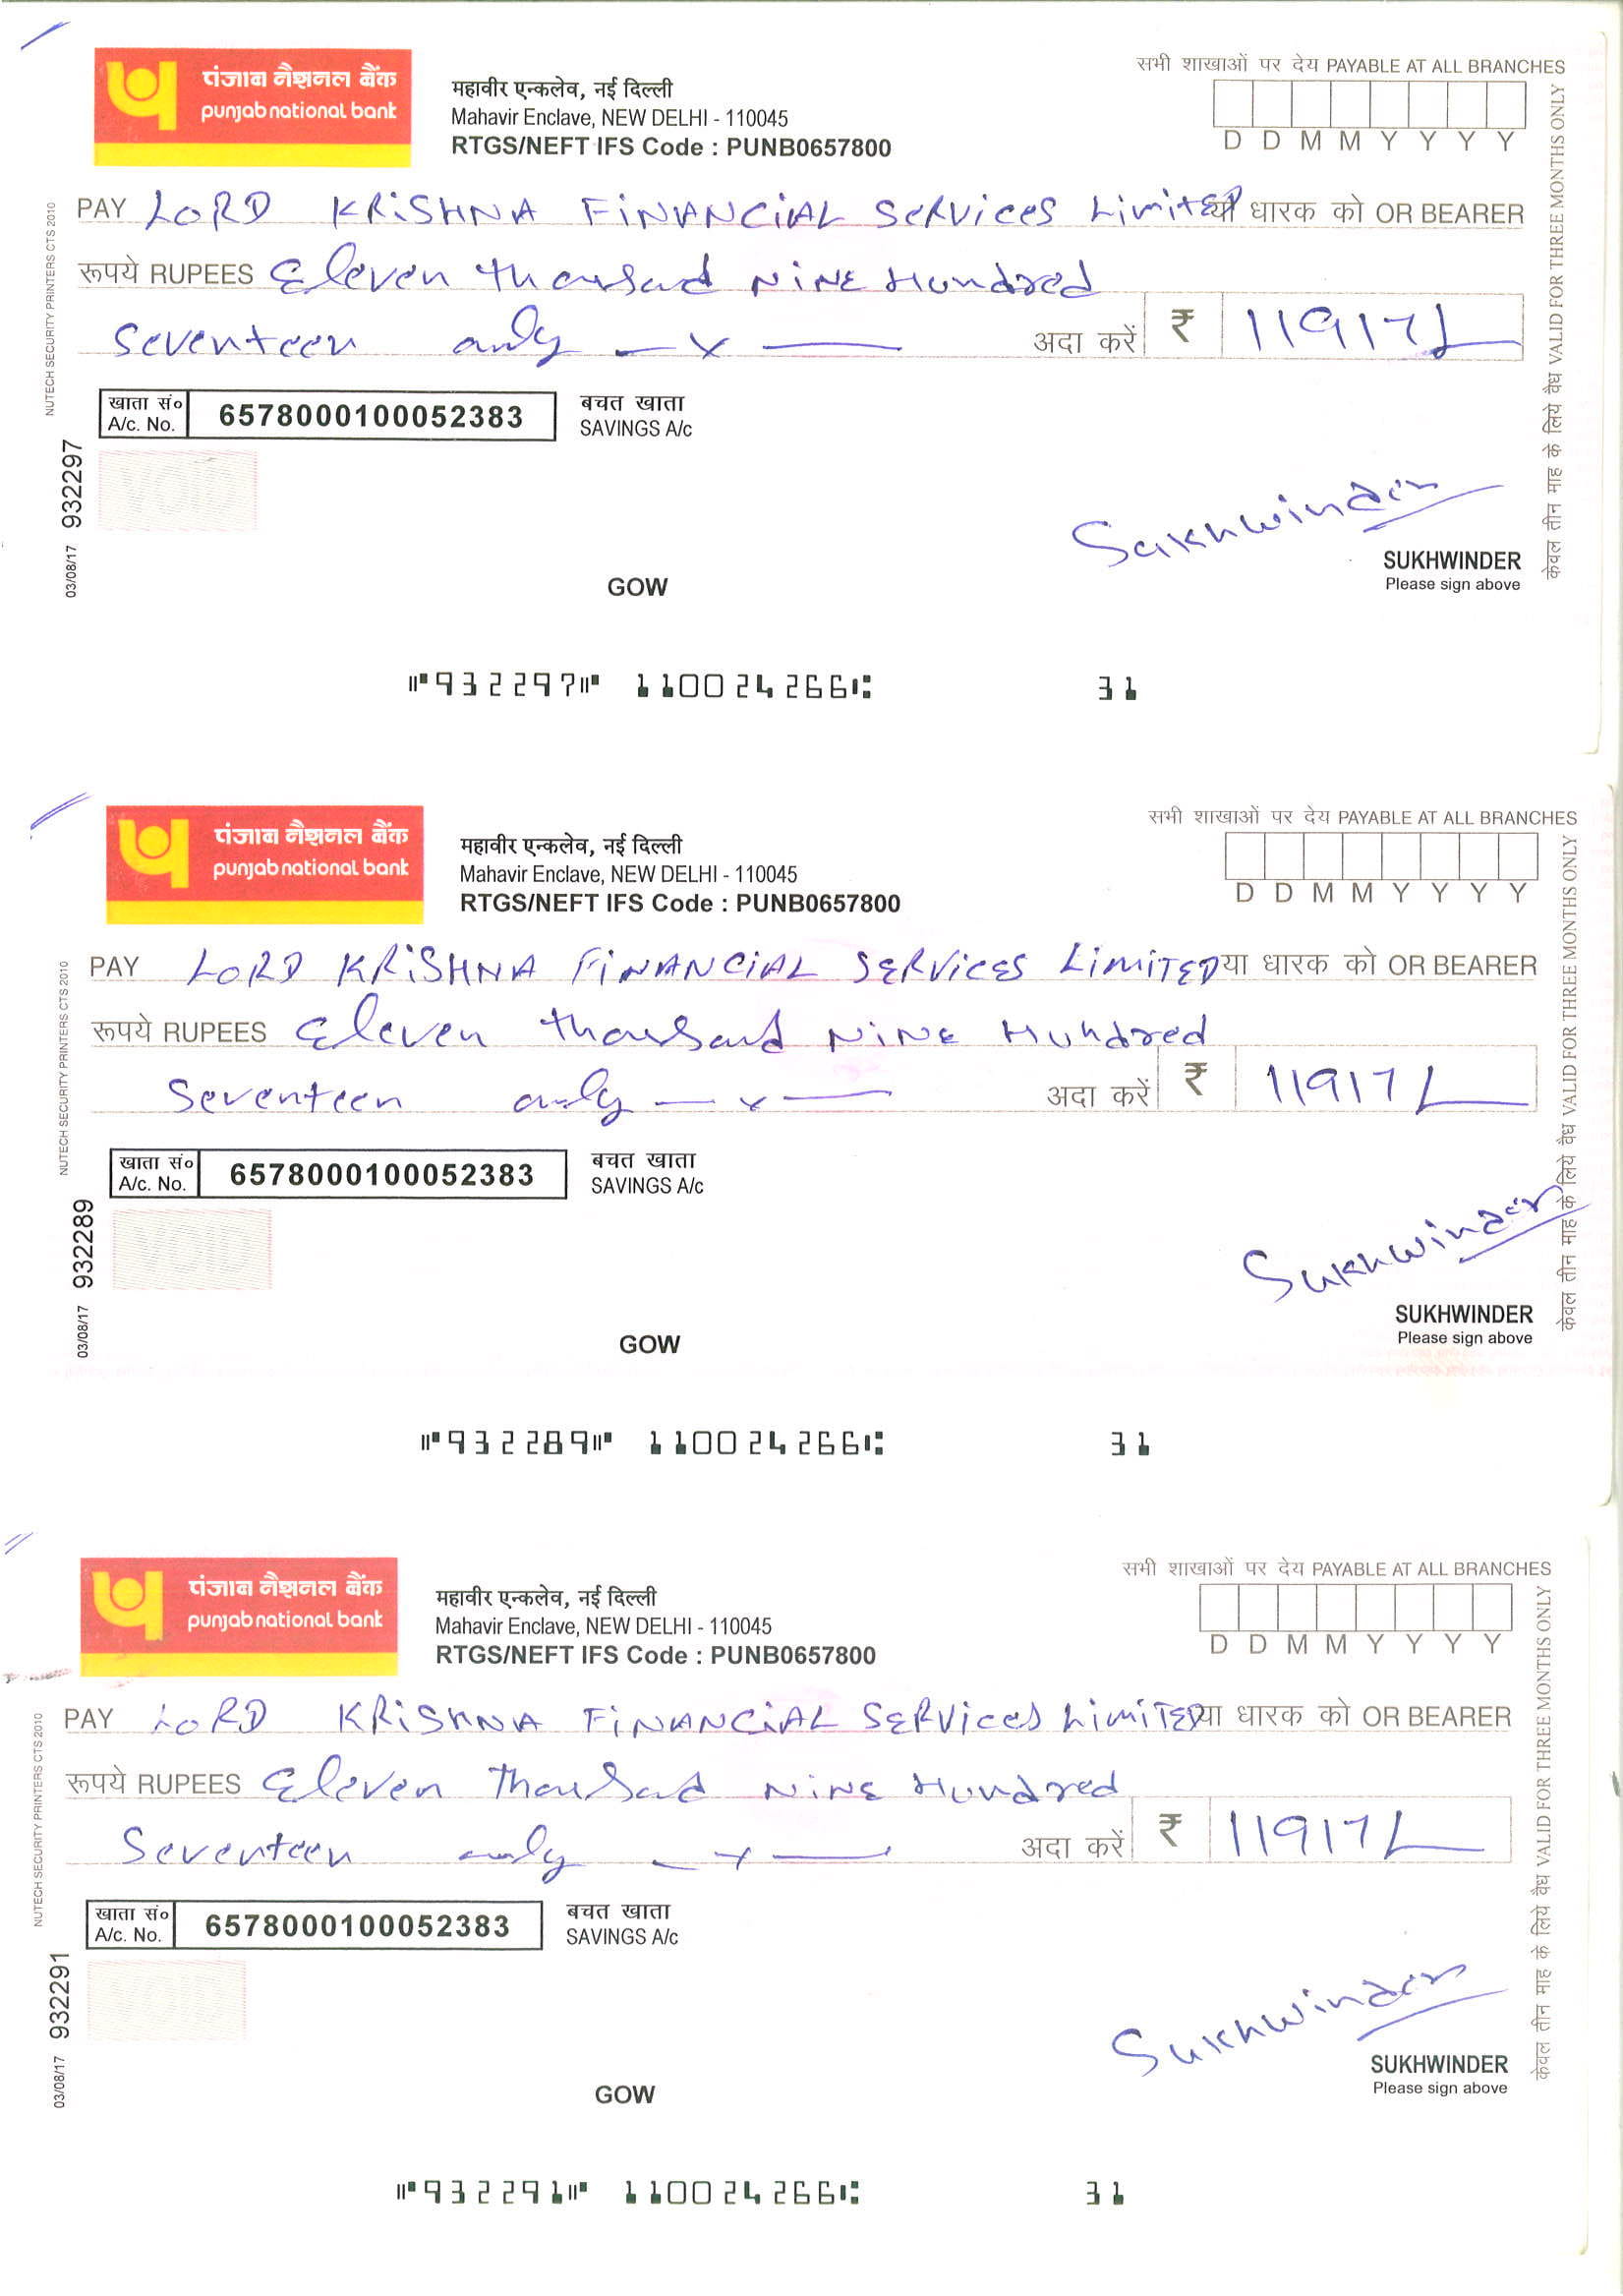 पंजाब नैशनल बैंक
punjab national bank
महावीर एन्कलेव, नई दिल्ली
Mahavir Enclave, NEW DELHI - 110045
RTGS/NEFT IFS Code : PUNB0657800
सभी शाखाओं पर देय PAYABLE AT ALL BRANCHES
D D M M Y Y Y Y
PAY LORD KRiSHNA FiNANCiAL SeRViceS LimitED या धारक को OR BEARER
रूपये RUPEES Eleven thousand NiNE Hundred
Seventeen only — x — अदा करें ₹ 11917/-
खाता सं० A/c. No. 6578000100052383 बचत खाता SAVINGS A/c
VOID
Sukhwinder
SUKHWINDER
Please sign above
GOW
NUTECH SECURITY PRINTERS CTS 2010
03/08/17 932297
केवल तीन माह के लिये वैध VALID FOR THREE MONTHS ONLY
⑈932297⑈ 110024266⑆ 31
पंजाब नैशनल बैंक
punjab national bank
महावीर एन्कलेव, नई दिल्ली
Mahavir Enclave, NEW DELHI - 110045
RTGS/NEFT IFS Code : PUNB0657800
सभी शाखाओं पर देय PAYABLE AT ALL BRANCHES
D D M M Y Y Y Y
PAY LORD KRiSHNA FiNANCiAL SERViCES LiMiTED या धारक को OR BEARER
रूपये RUPEES Eleven thousand NiNE Hundred
Seventeen only — x — अदा करें ₹ 11917/-
खाता सं० A/c. No. 6578000100052383 बचत खाता SAVINGS A/c
VOID
Sukhwinder
SUKHWINDER
Please sign above
GOW
NUTECH SECURITY PRINTERS CTS 2010
03/08/17 932289
केवल तीन माह के लिये वैध VALID FOR THREE MONTHS ONLY
⑈932289⑈ 110024266⑆ 31
पंजाब नैशनल बैंक
punjab national bank
महावीर एन्कलेव, नई दिल्ली
Mahavir Enclave, NEW DELHI - 110045
RTGS/NEFT IFS Code : PUNB0657800
सभी शाखाओं पर देय PAYABLE AT ALL BRANCHES
D D M M Y Y Y Y
PAY LORD KRiSHNA FiNANCiAL SERViceS LimiTED या धारक को OR BEARER
रूपये RUPEES Eleven Thousand NiNE Hundred
Seventeen only — x — अदा करें ₹ 11917/-
खाता सं० A/c. No. 6578000100052383 बचत खाता SAVINGS A/c
VOID
Sukhwinder
SUKHWINDER
Please sign above
GOW
NUTECH SECURITY PRINTERS CTS 2010
03/08/17 932291
केवल तीन माह के लिये वैध VALID FOR THREE MONTHS ONLY
⑈932291⑈ 110024266⑆ 31